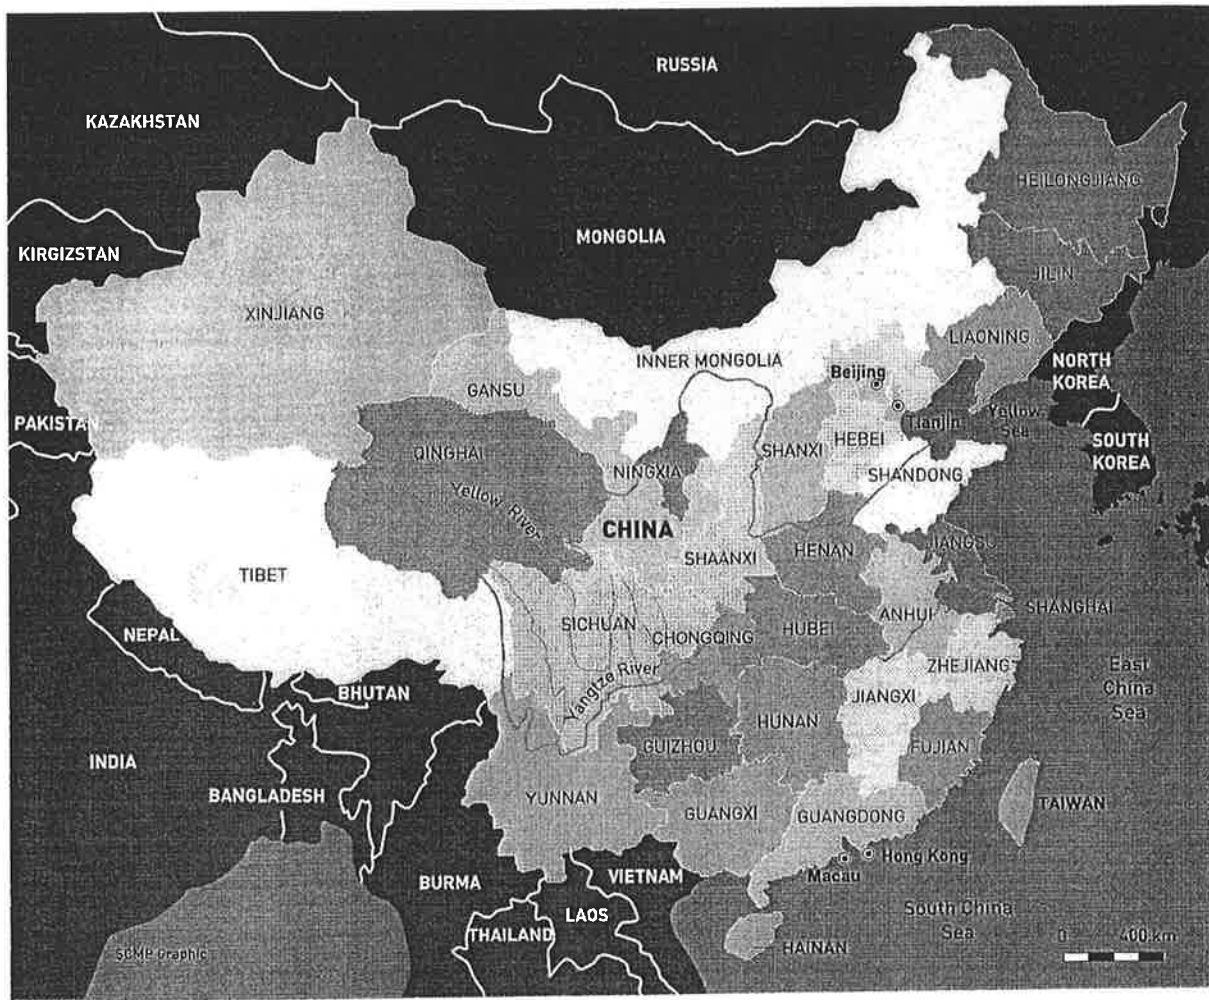 RUSSIA
KAZAKHSTAN
HEILONGJIANG
MONGOLIA
KIRGIZSTAN
JILIN
XINJIANG
LIAONING
INNER MONGOLIA
NORTH
KOREA
Beijing
GANSU
PAKISTAN
Tianjin
Yellow
Sea
QINGHAI
SHANXI
HEBEI
SOUTH
KOREA
NINGXIA
SHANDONG
Yellow River
CHINA
JIANGSU
HENAN
SHAANXI
TIBET
SHANGHAI
ANHUI
SICHUAN
HUBEI
NEPAL
CHONGQING
ZHEJIANG
East
China
Sea
BHUTAN
Yangtze River
JIANGXI
HUNAN
GUIZHOU
FUJIAN
INDIA
BANGLADESH
YUNNAN
TAIWAN
GUANGXI
GUANGDONG
Hong Kong
Macau
VIETNAM
BURMA
LAOS
South China
Sea
THAILAND
HAINAN
0 400 km
SCMP Graphic